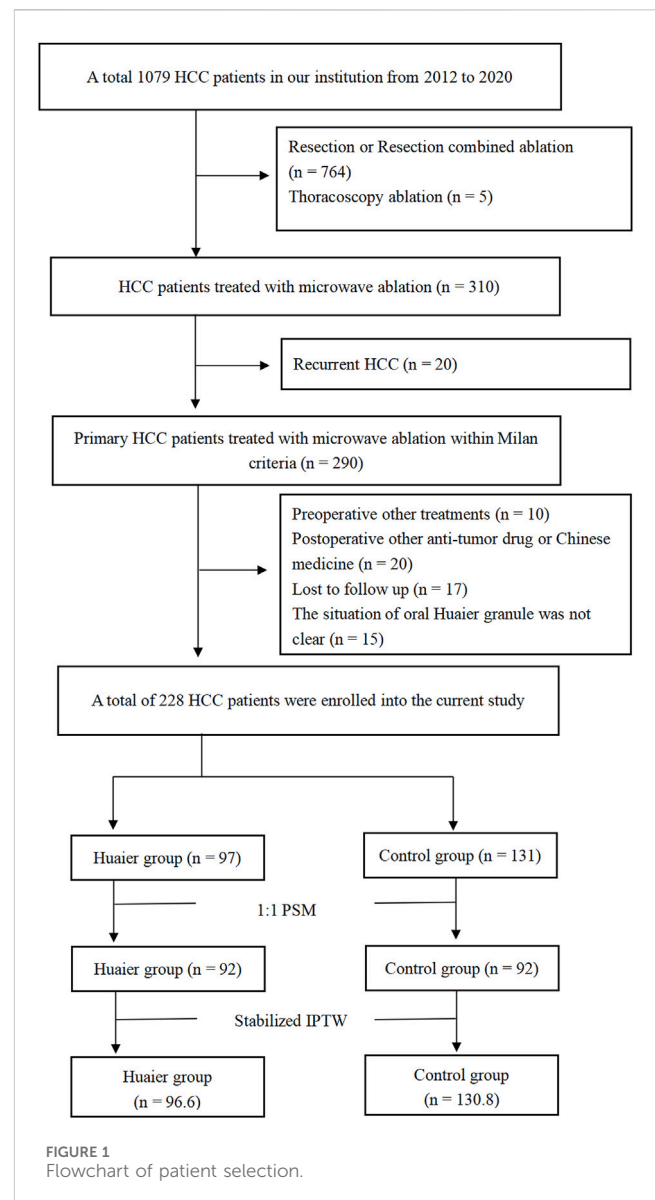 A total 1079 HCC patients in our institution from 2012 to 2020
Resection or Resection combined ablation
(n = 764)
Thoracoscopy ablation (n = 5)
HCC patients treated with microwave ablation (n = 310)
Recurrent HCC (n = 20)
Primary HCC patients treated with microwave ablation within Milan
criteria (n = 290)
Preoperative other treatments (n = 10)
Postoperative other anti-tumor drug or Chinese
medicine (n = 20)
Lost to follow up (n = 17)
The situation of oral Huaier granule was not
clear (n = 15)
A total of 228 HCC patients were enrolled into the current study
Huaier group (n = 97)
Control group (n = 131)
1:1 PSM
Huaier group (n = 92)
Control group (n = 92)
Stabilized IPTW
Huaier group
(n = 96.6)
Control group
(n = 130.8)
FIGURE 1
Flowchart of patient selection.